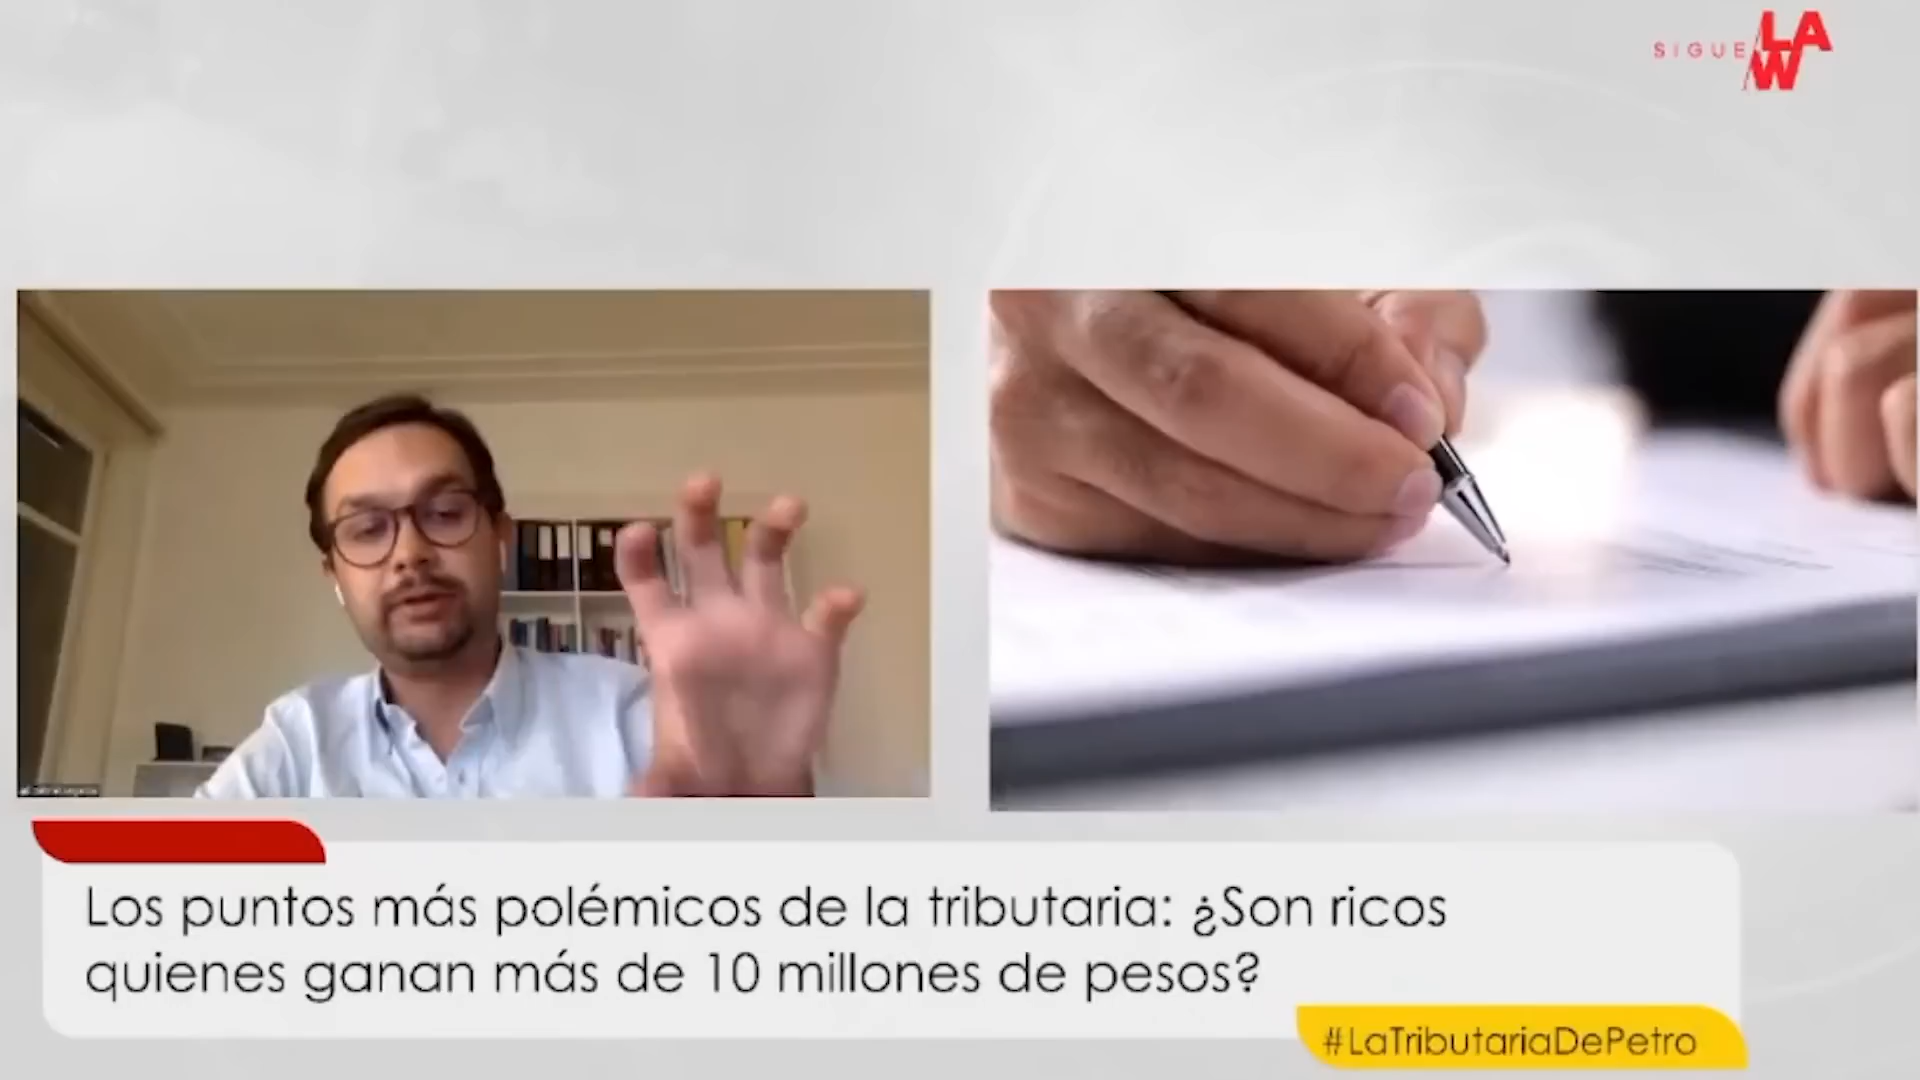 SIGUE LA W
Los puntos más polémicos de la tributaria: ¿Son ricos
quienes ganan más de 10 millones de pesos?
#LaTributariaDePetro